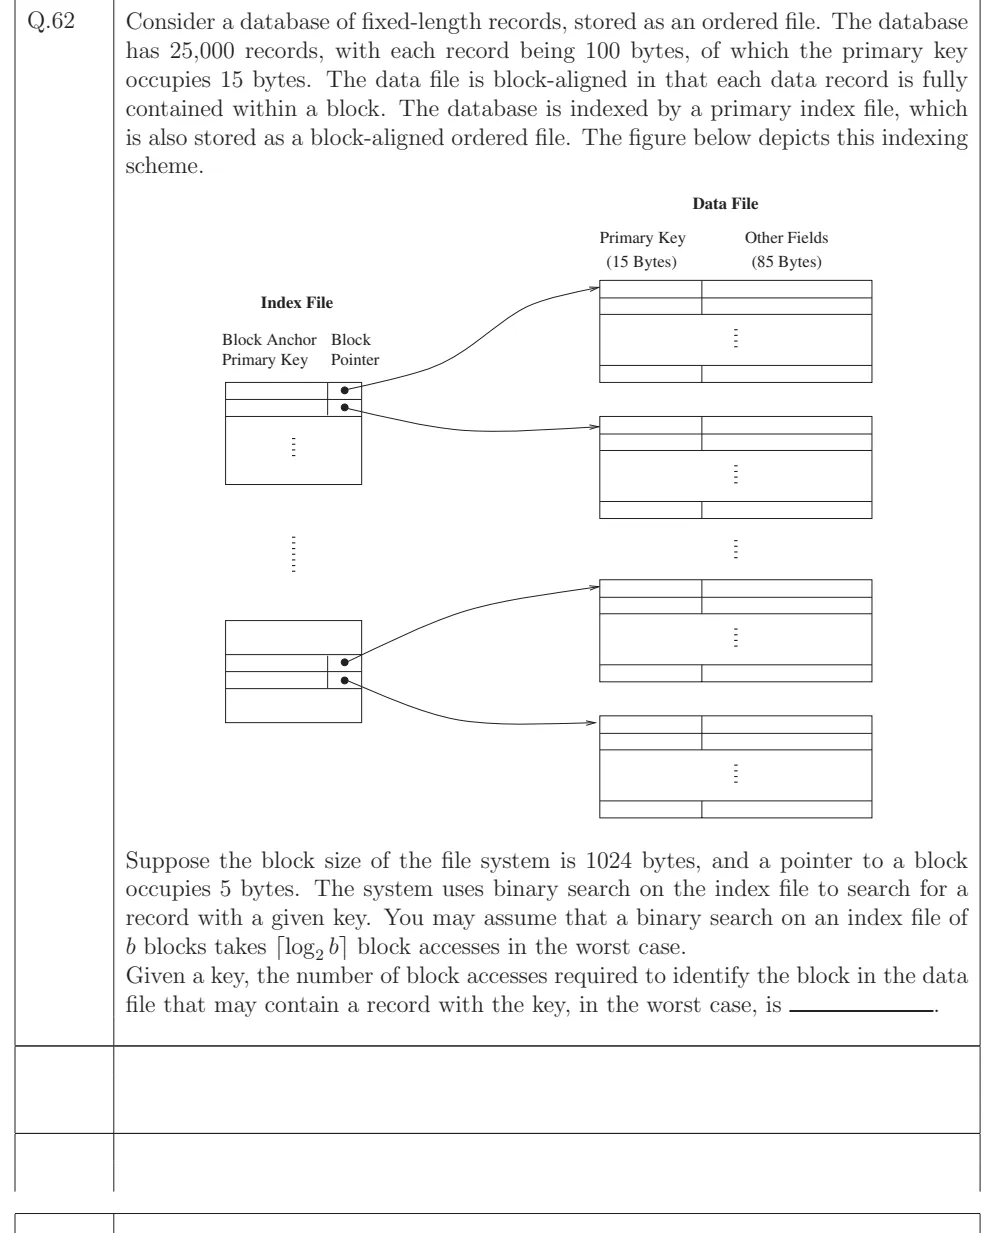 Q.62
Consider a database of fixed-length records, stored as an ordered file. The database
has 25,000 records, with each record being 100 bytes, of which the primary key
occupies 15 bytes. The data file is block-aligned in that each data record is fully
contained within a block. The database is indexed by a primary index file, which
is also stored as a block-aligned ordered file. The figure below depicts this indexing
scheme.
Data File
Primary Key Other Fields
(15 Bytes) (85 Bytes)
Index File
Block Anchor Block
Primary Key Pointer
Suppose the block size of the file system is 1024 bytes, and a pointer to a block
occupies 5 bytes. The system uses binary search on the index file to search for a
record with a given key. You may assume that a binary search on an index file of
b blocks takes ⌈log₂ b⌉ block accesses in the worst case.
Given a key, the number of block accesses required to identify the block in the data
file that may contain a record with the key, in the worst case, is ________.